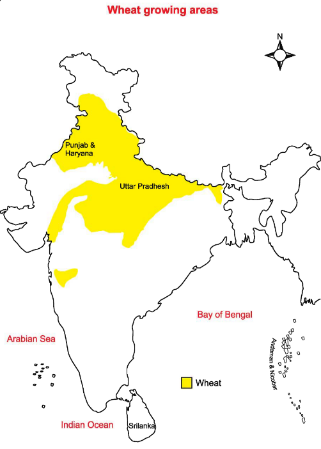 Wheat growing areas
N
Punjab &
Haryana
Uttar Pradhesh
Bay of Bengal
Arabian Sea
Andaman & Nicobar
Wheat
Indian Ocean
Srilanka